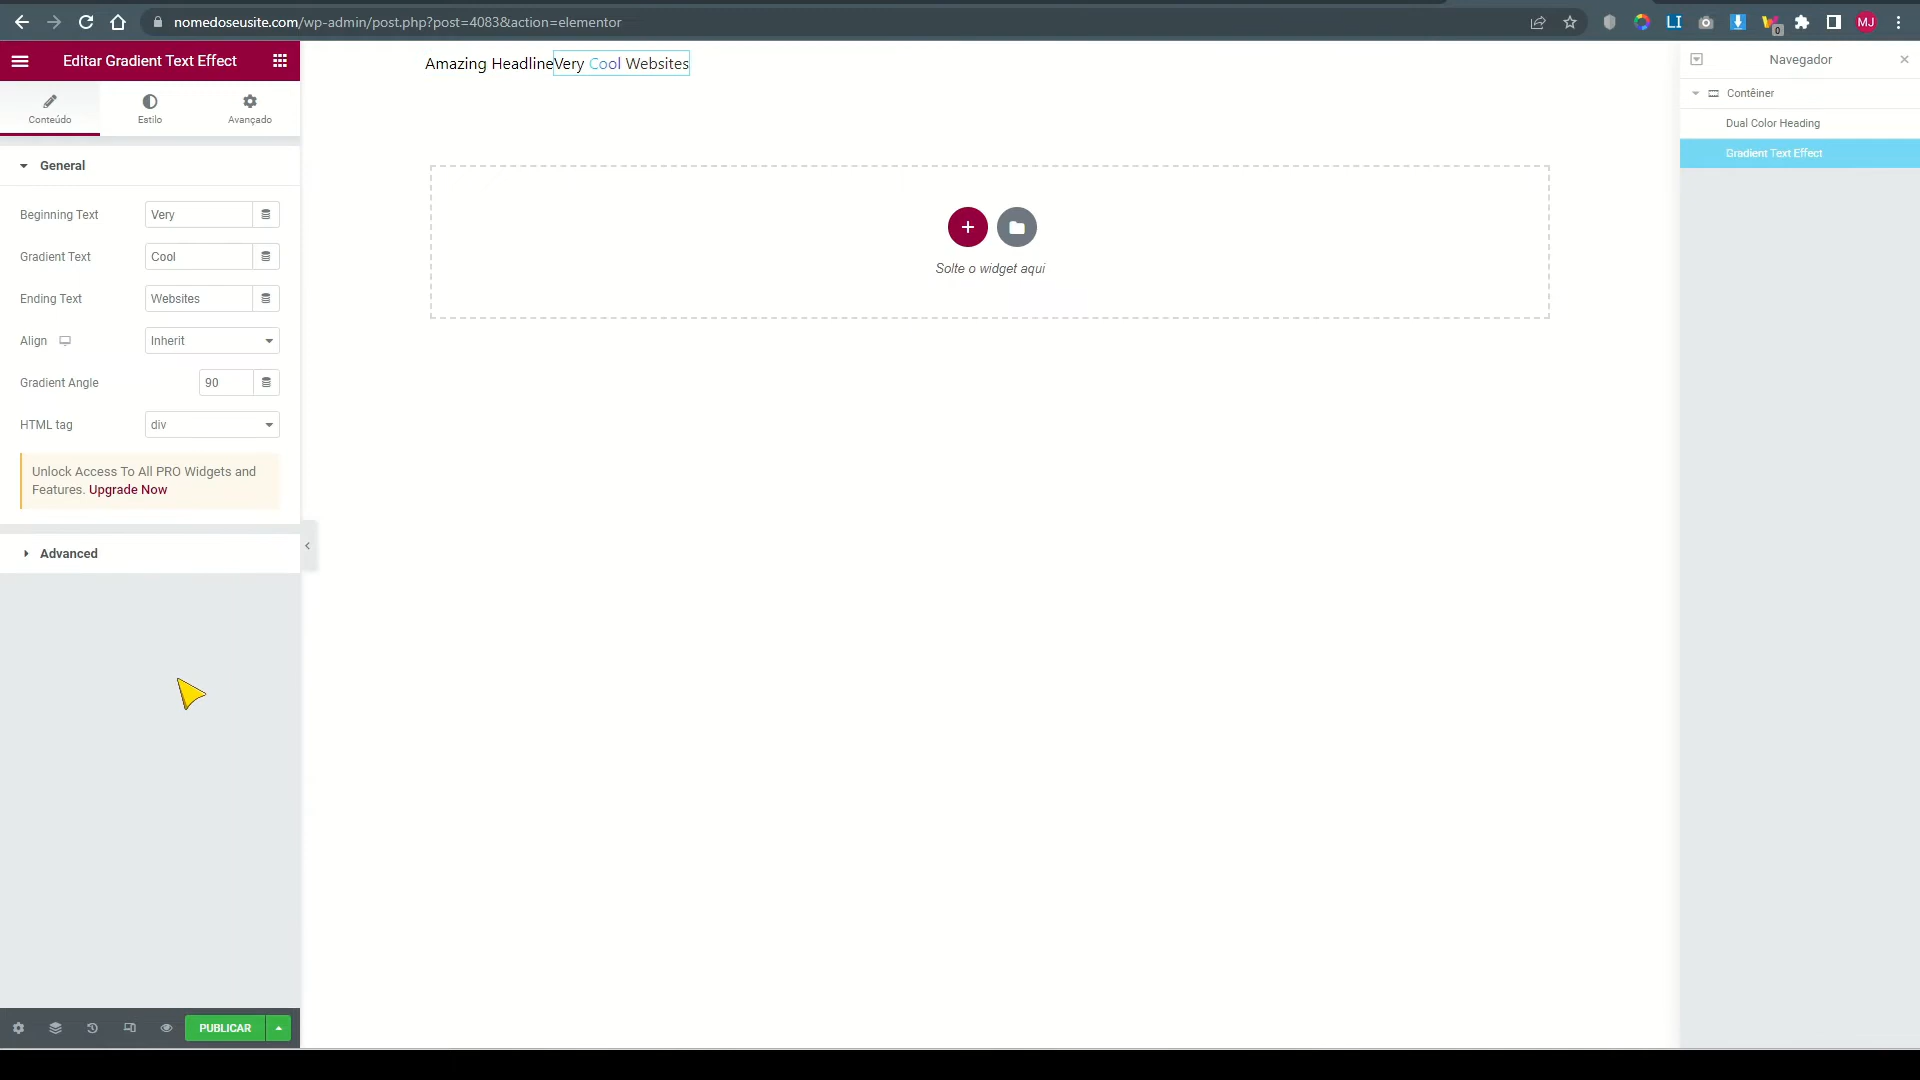 nomedoseusite.com/wp-admin/post.php?post=4083&action=elementor
LI
0
MJ
Editar Gradient Text Effect
Conteúdo
Estilo
Avançado
General
Beginning Text
Very
Gradient Text
Cool
Ending Text
Websites
Align
Inherit
Gradient Angle
90
HTML tag
div
Unlock Access To All PRO Widgets and
Features. Upgrade Now
Advanced
PUBLICAR
Amazing HeadlineVery Cool Websites
Solte o widget aqui
Navegador
Contêiner
Dual Color Heading
Gradient Text Effect